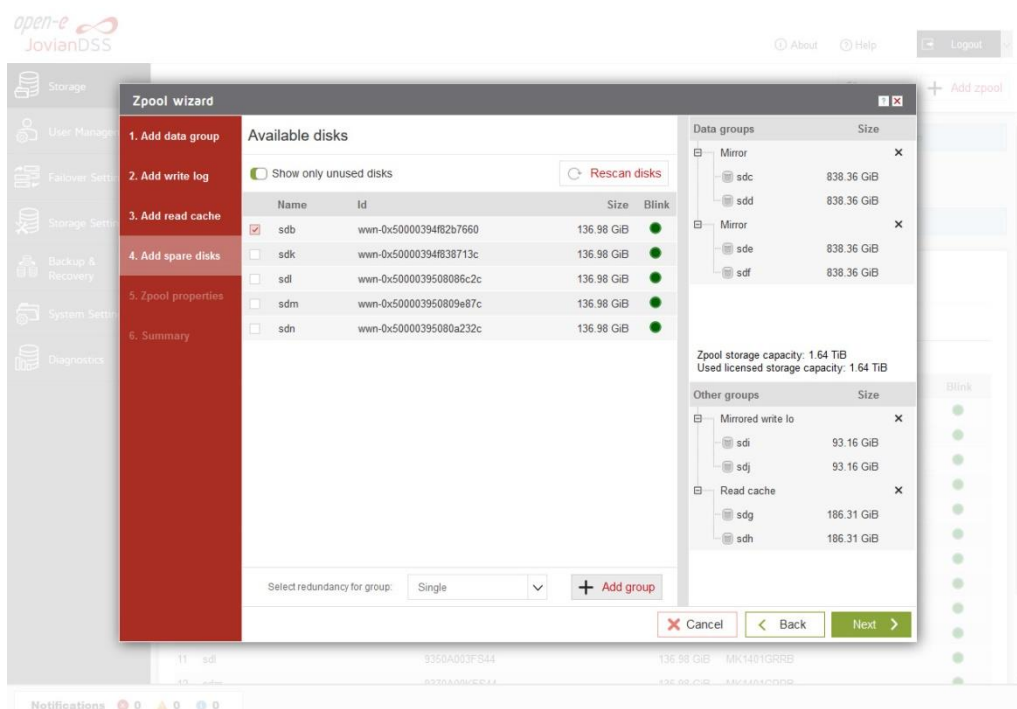 open-e
JovianDSS
About
Help
Logout
Storage
User Manage
Failover Setti
Storage Settin
Backup &
Recovery
System Settin
Diagnostics
Add zpool
Zpool wizard
1. Add data group
2. Add write log
3. Add read cache
4. Add spare disks
5. Zpool properties
6. Summary
Available disks
Show only unused disks
Rescan disks
Name Id Size Blink
sdb wwn-0x50000394f82b7660 136.98 GiB
sdk wwn-0x50000394f838713c 136.98 GiB
sdl wwn-0x5000039508086c2c 136.98 GiB
sdm wwn-0x500003950809e87c 136.98 GiB
sdn wwn-0x50000395080a232c 136.98 GiB
Select redundancy for group: Single
Add group
Data groups Size
Mirror
sdc 838.36 GiB
sdd 838.36 GiB
Mirror
sde 838.36 GiB
sdf 838.36 GiB
Zpool storage capacity: 1.64 TiB
Used licensed storage capacity: 1.64 TiB
Other groups Size
Mirrored write lo
sdi 93.16 GiB
sdj 93.16 GiB
Read cache
sdg 186.31 GiB
sdh 186.31 GiB
Cancel
Back
Next
Blink
11 sdl 9350A003FS44 136.98 GiB MK1401GRRB
Notifications 0 0 0